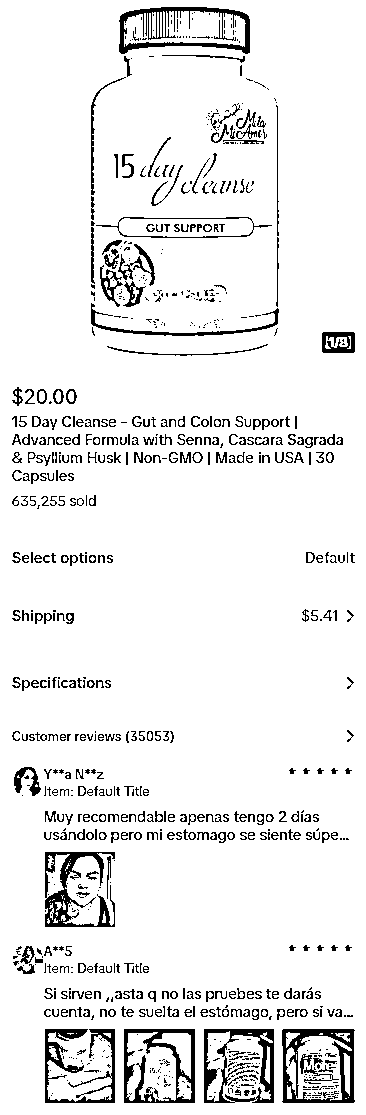 Mila
MiAmor
15 day
cleanse
GUT SUPPORT
[1/8]
$20.00
15 Day Cleanse - Gut and Colon Support |
Advanced Formula with Senna, Cascara Sagrada
& Psyllium Husk | Non-GMO | Made in USA | 30
Capsules
635,255 sold
Select options Default
Shipping $5.41 >
Specifications >
Customer reviews (35053) >
Y**a N**z ★ ★ ★ ★ ★
Item: Default Title
Muy recomendable apenas tengo 2 días
usándolo pero mi estomago se siente súpe...
A**5 ★ ★ ★ ★ ★
Item: Default Title
Si sirven ,,asta q no las pruebes te darás
cuenta, no te suelta el estómago, pero si va...